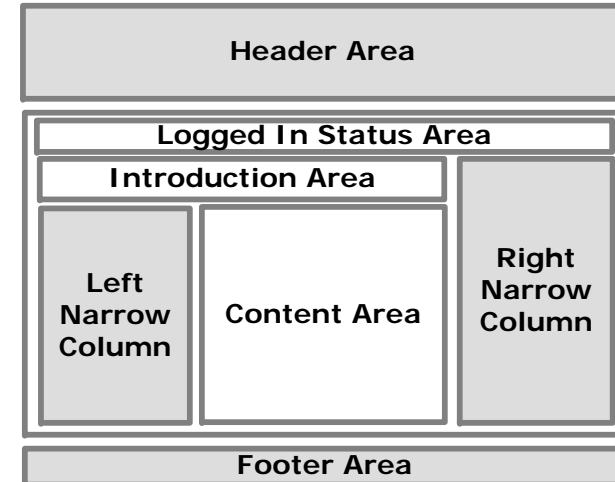 Header Area
Logged In Status Area
Introduction Area
Left
Narrow
Column
Content Area
Right
Narrow
Column
Footer Area